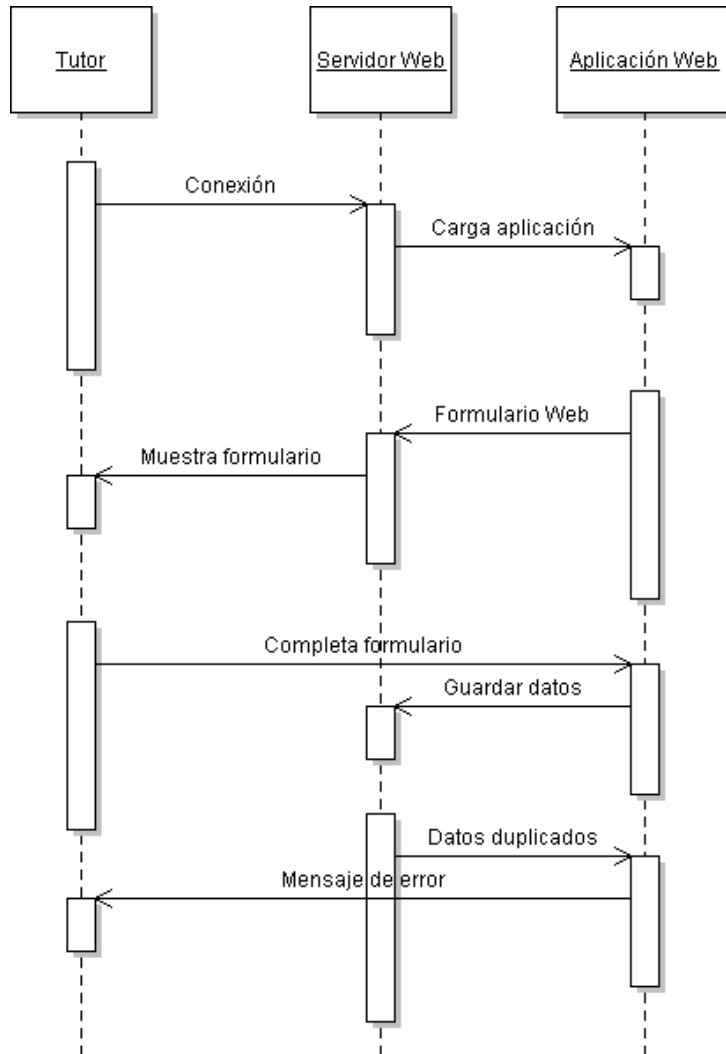 Tutor
Servidor Web
Aplicación Web
Conexión
Carga aplicación
Formulario Web
Muestra formulario
Completa formulario
Guardar datos
Datos duplicados
Mensaje de error